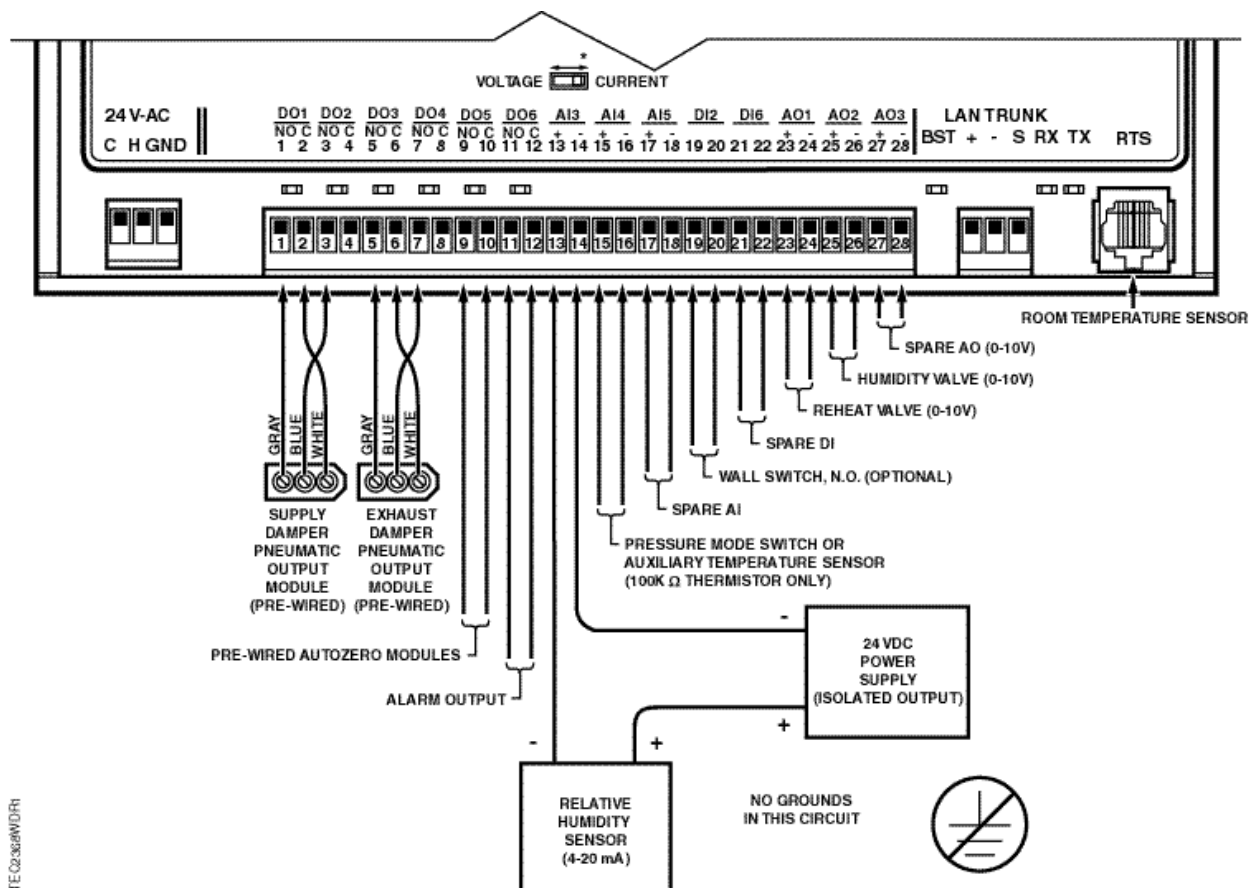 *
VOLTAGE CURRENT
24 V-AC DO1 DO2 DO3 DO4 DO5 DO6 AI3 AI4 AI5 DI2 DI6 AO1 AO2 AO3 LAN TRUNK
NO C NO C NO C NO C NO C NO C + - + - + - + - + - + -
C H GND 1 2 3 4 5 6 7 8 9 10 11 12 13 14 15 16 17 18 19 20 21 22 23 24 25 26 27 28 BST + - S RX TX RTS
1 2 3 4 5 6 7 8 9 10 11 12 13 14 15 16 17 18 19 20 21 22 23 24 25 26 27 28
ROOM TEMPERATURE SENSOR
SPARE AO (0-10V)
HUMIDITY VALVE (0-10V)
REHEAT VALVE (0-10V)
SPARE DI
WALL SWITCH, N.O. (OPTIONAL)
SPARE AI
PRESSURE MODE SWITCH OR
AUXILIARY TEMPERATURE SENSOR
(100K Ω THERMISTOR ONLY)
GRAY
BLUE
WHITE
GRAY
BLUE
WHITE
SUPPLY
DAMPER
PNEUMATIC
OUTPUT
MODULE
(PRE-WIRED)
EXHAUST
DAMPER
PNEUMATIC
OUTPUT
MODULE
(PRE-WIRED)
PRE-WIRED AUTOZERO MODULES
ALARM OUTPUT
-
24 VDC
POWER
SUPPLY
(ISOLATED OUTPUT)
+
- +
RELATIVE
HUMIDITY
SENSOR
(4-20 mA)
NO GROUNDS
IN THIS CIRCUIT